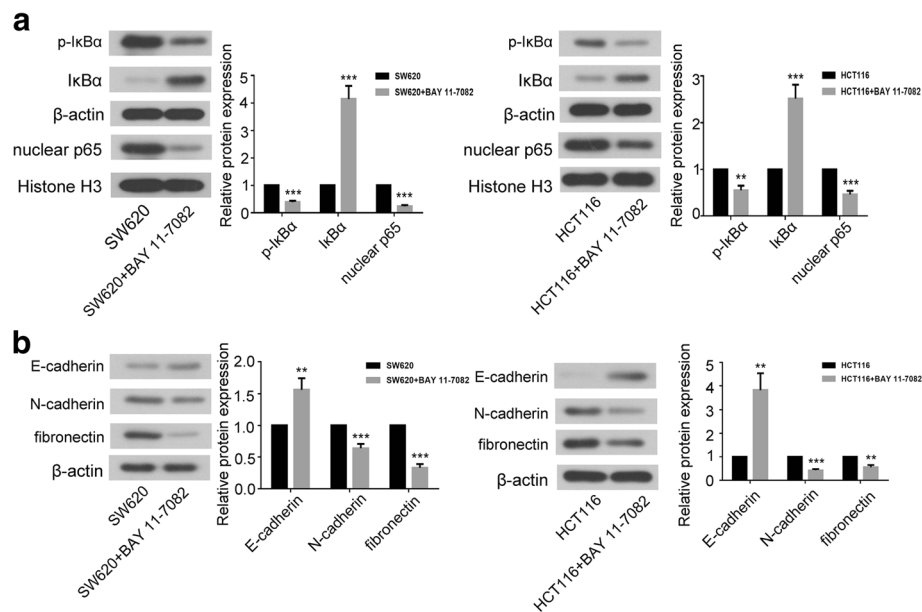 a
p-IκBα
IκBα
β-actin
nuclear p65
Histone H3
SW620
SW620+BAY 11-7082
Relative protein expression
5
4
3
2
1
0
***
***
***
SW620
SW620+BAY 11-7082
p-IκBα
IκBα
nuclear p65
p-IκBα
IκBα
β-actin
nuclear p65
Histone H3
HCT116
HCT116+BAY 11-7082
Relative protein expression
3
2
1
0
**
***
***
HCT116
HCT116+BAY 11-7082
p-IκBα
IκBα
nuclear p65
b
E-cadherin
N-cadherin
fibronectin
β-actin
SW620
SW620+BAY 11-7082
Relative protein expression
2.0
1.5
1.0
0.5
0.0
**
***
***
SW620
SW620+BAY 11-7082
E-cadherin
N-cadherin
fibronectin
E-cadherin
N-cadherin
fibronectin
β-actin
HCT116
HCT116+BAY 11-7082
Relative protein expression
5
4
3
2
1
0
**
***
**
HCT116
HCT116+BAY 11-7082
E-cadherin
N-cadherin
fibronectin